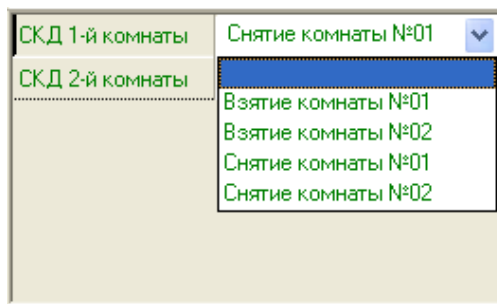 СКД 1-й комнаты
Снятие комнаты №01
СКД 2-й комнаты
Взятие комнаты №01
Взятие комнаты №02
Снятие комнаты №01
Снятие комнаты №02